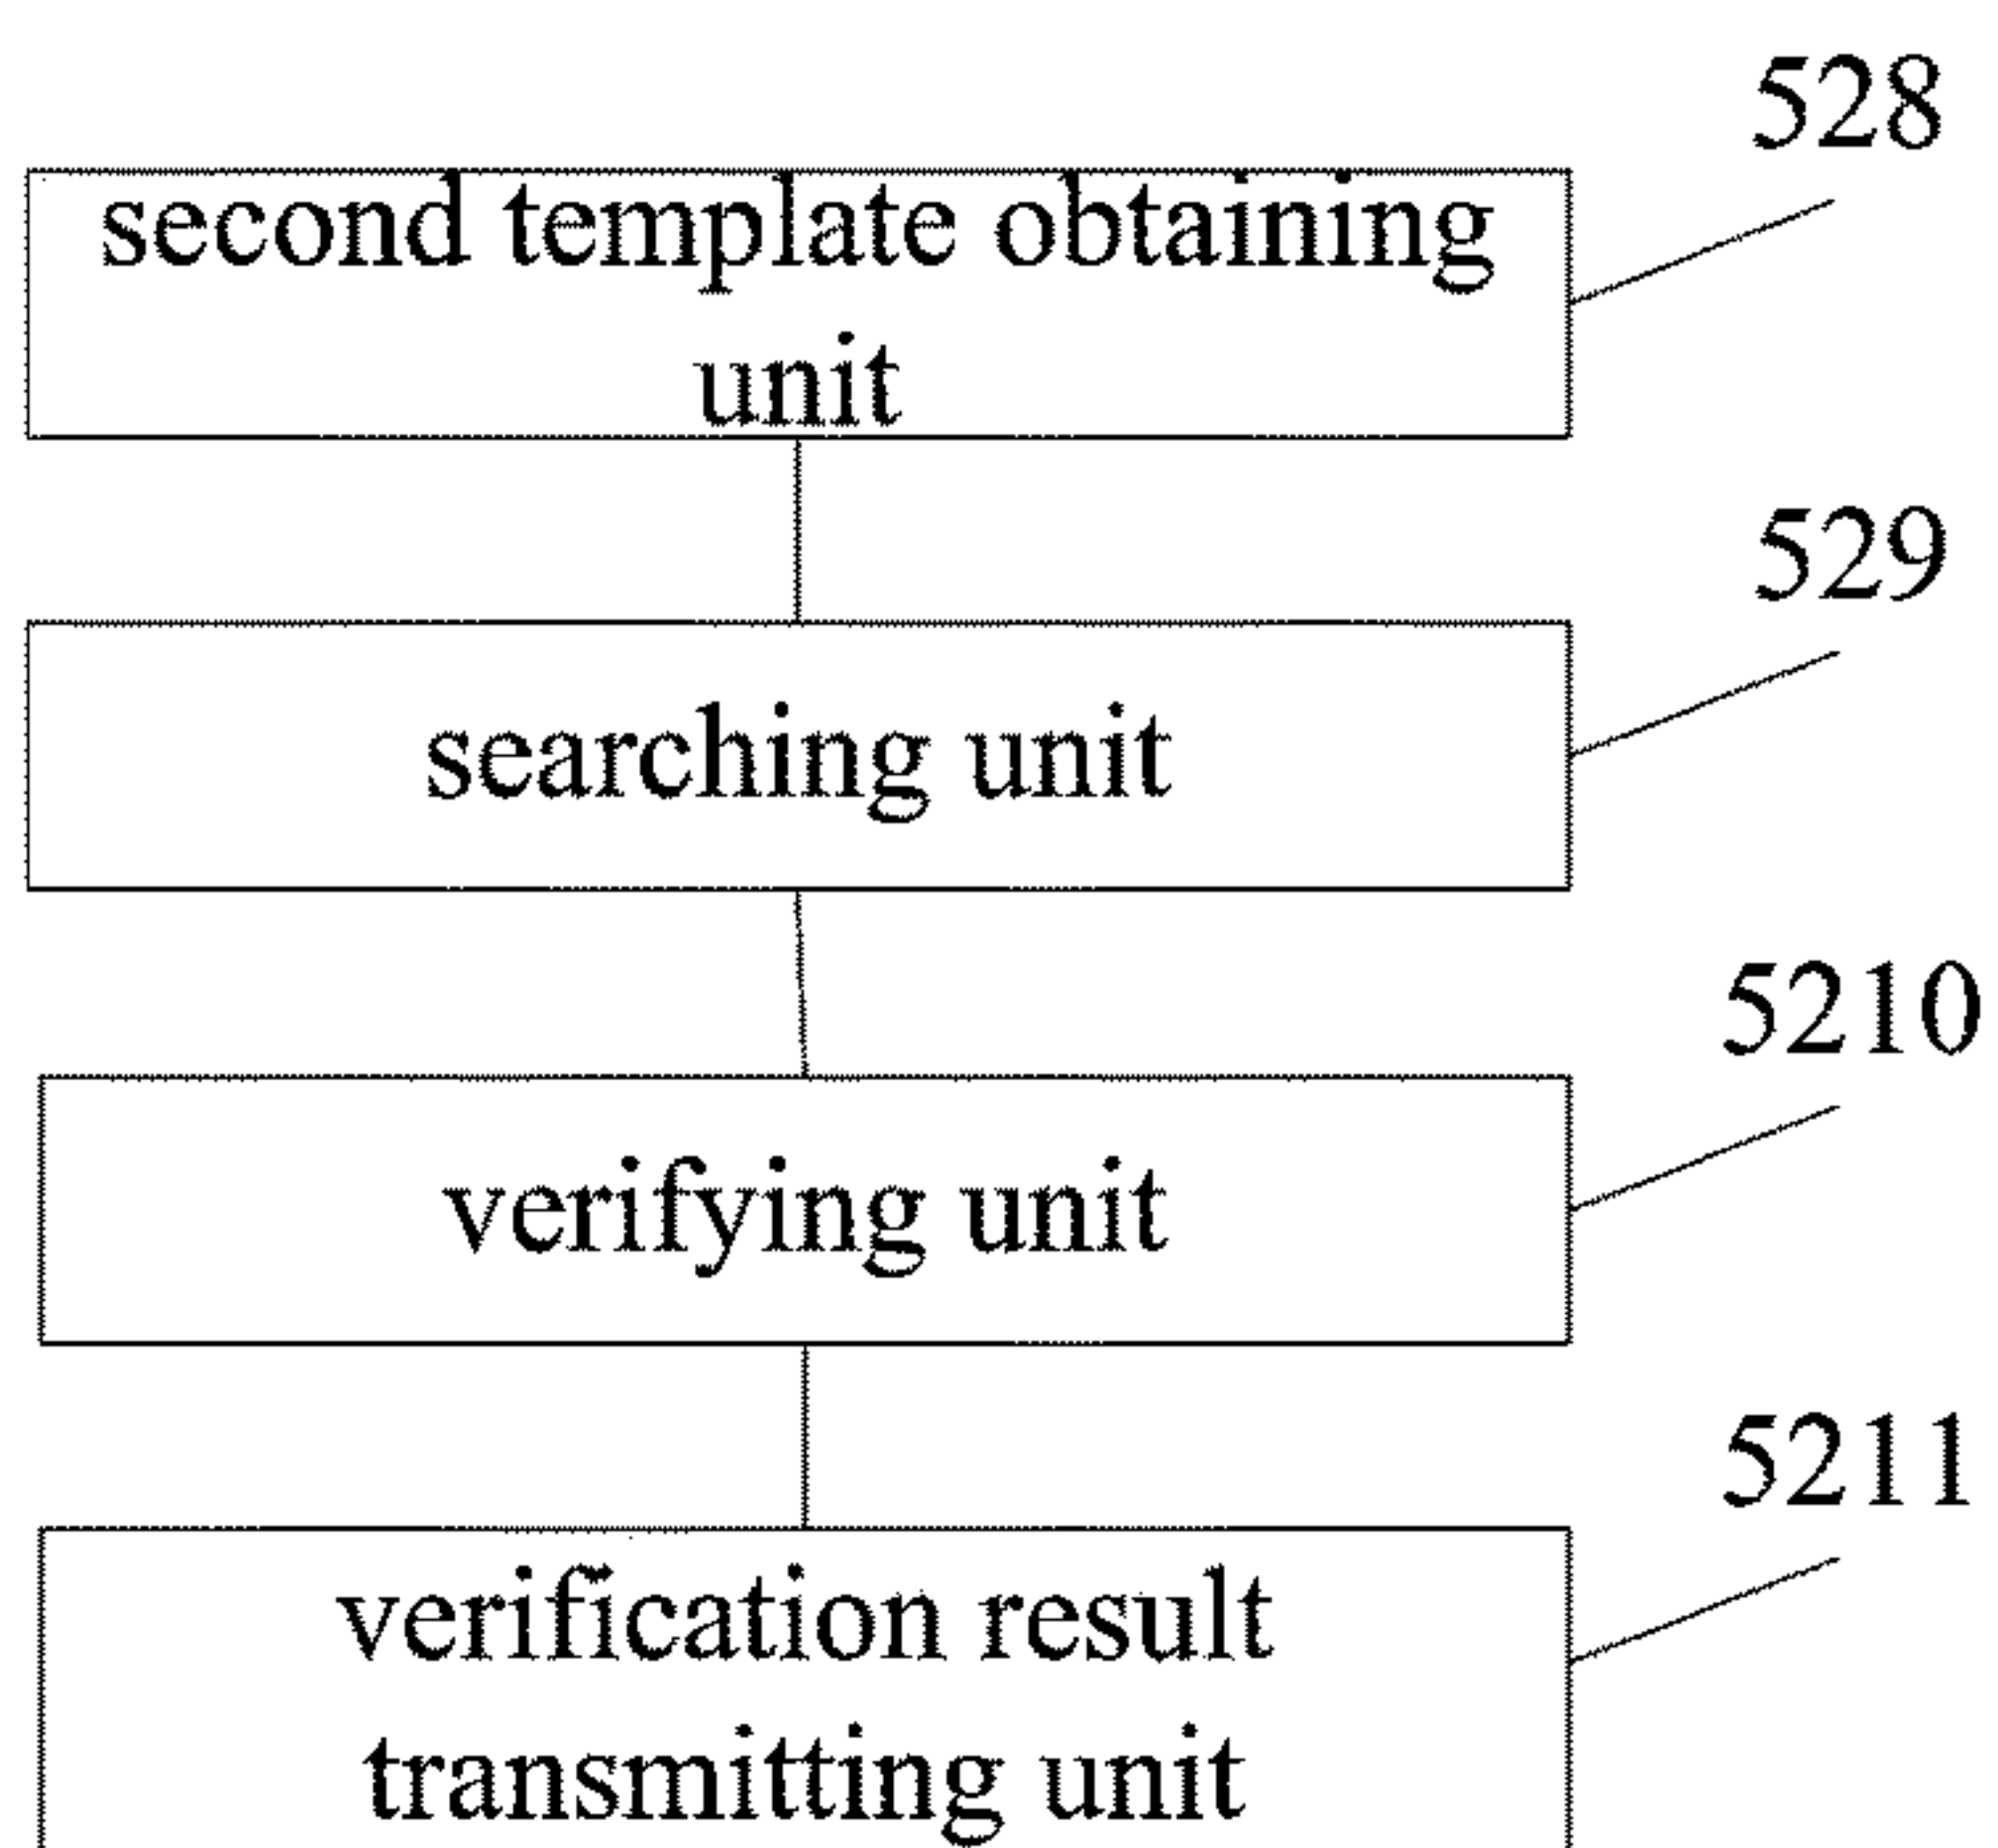 528
second template obtaining
unit
529
searching unit
5210
verifying unit
5211
verification result
transmitting unit